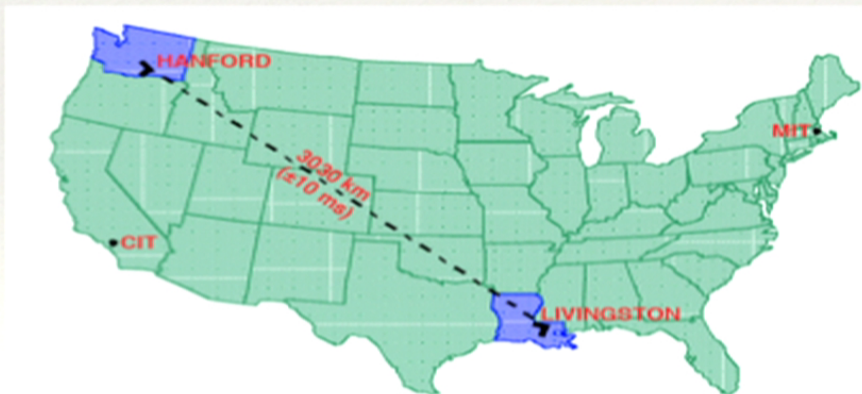 HANFORD
MIT
3030 km
(±10 ms)
CIT
LIVINGSTON